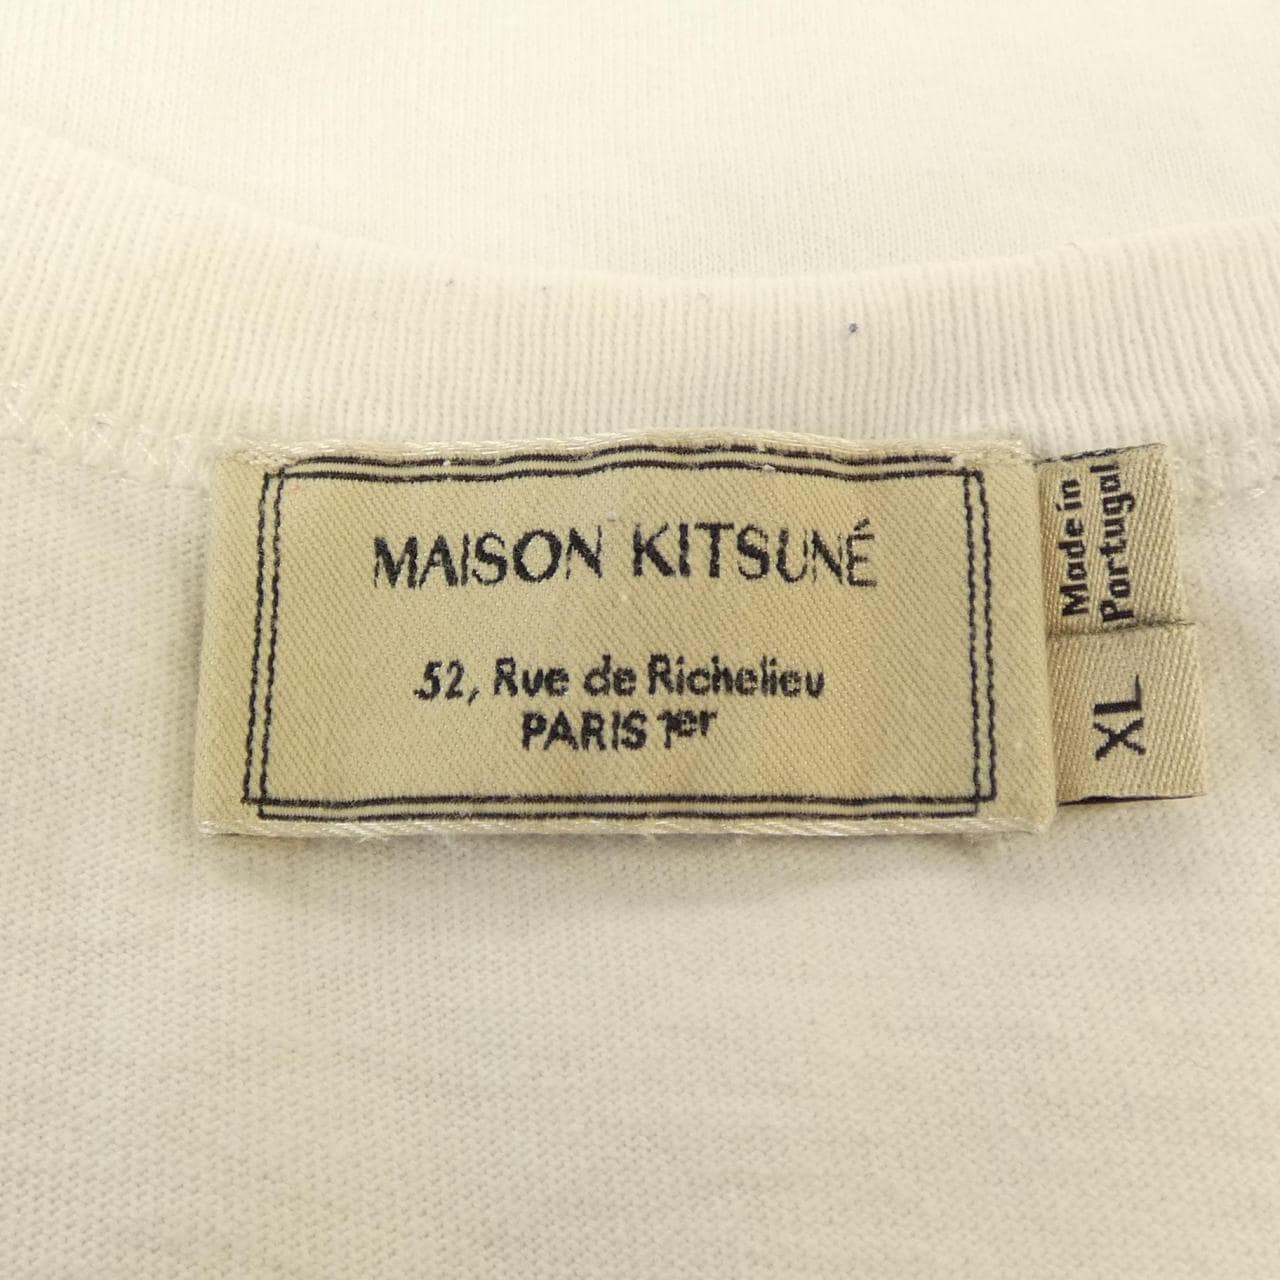 MAISON KITSUNÉ
52, Rue de Richelieu
PARIS 1er
Made in
Portugal
XL